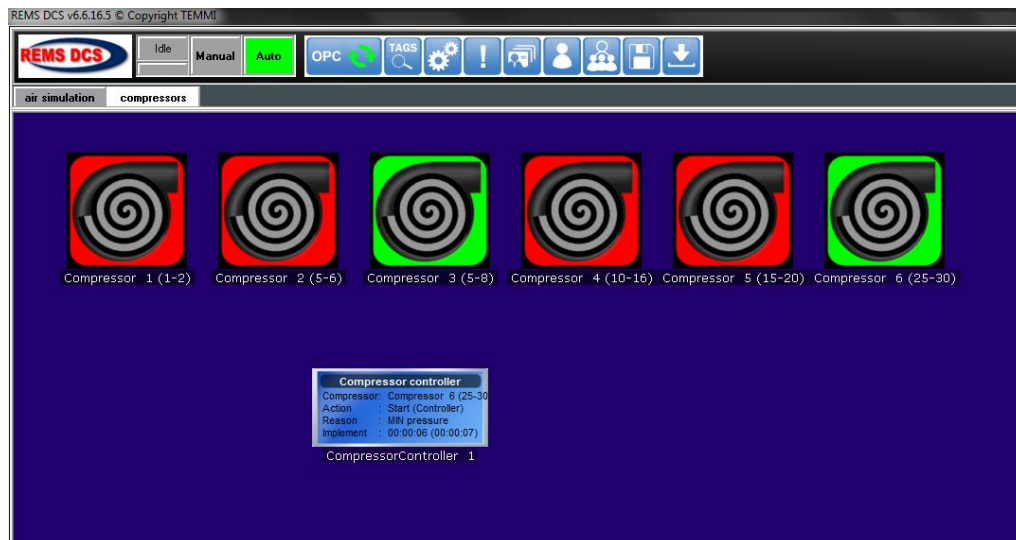 REMS DCS v6.6.16.5 © Copyright TEMMI
REMS DCS
Idle
Manual
Auto
OPC
TAGS
!
air simulation
compressors
Compressor 1 (1-2)
Compressor 2 (5-6)
Compressor 3 (5-8)
Compressor 4 (10-16)
Compressor 5 (15-20)
Compressor 6 (25-30)
Compressor controller
Compressor: Compressor 6 (25-30
Action : Start (Controller)
Reason : MIN pressure
Implement : 00:00:06 (00:00:07)
CompressorController 1